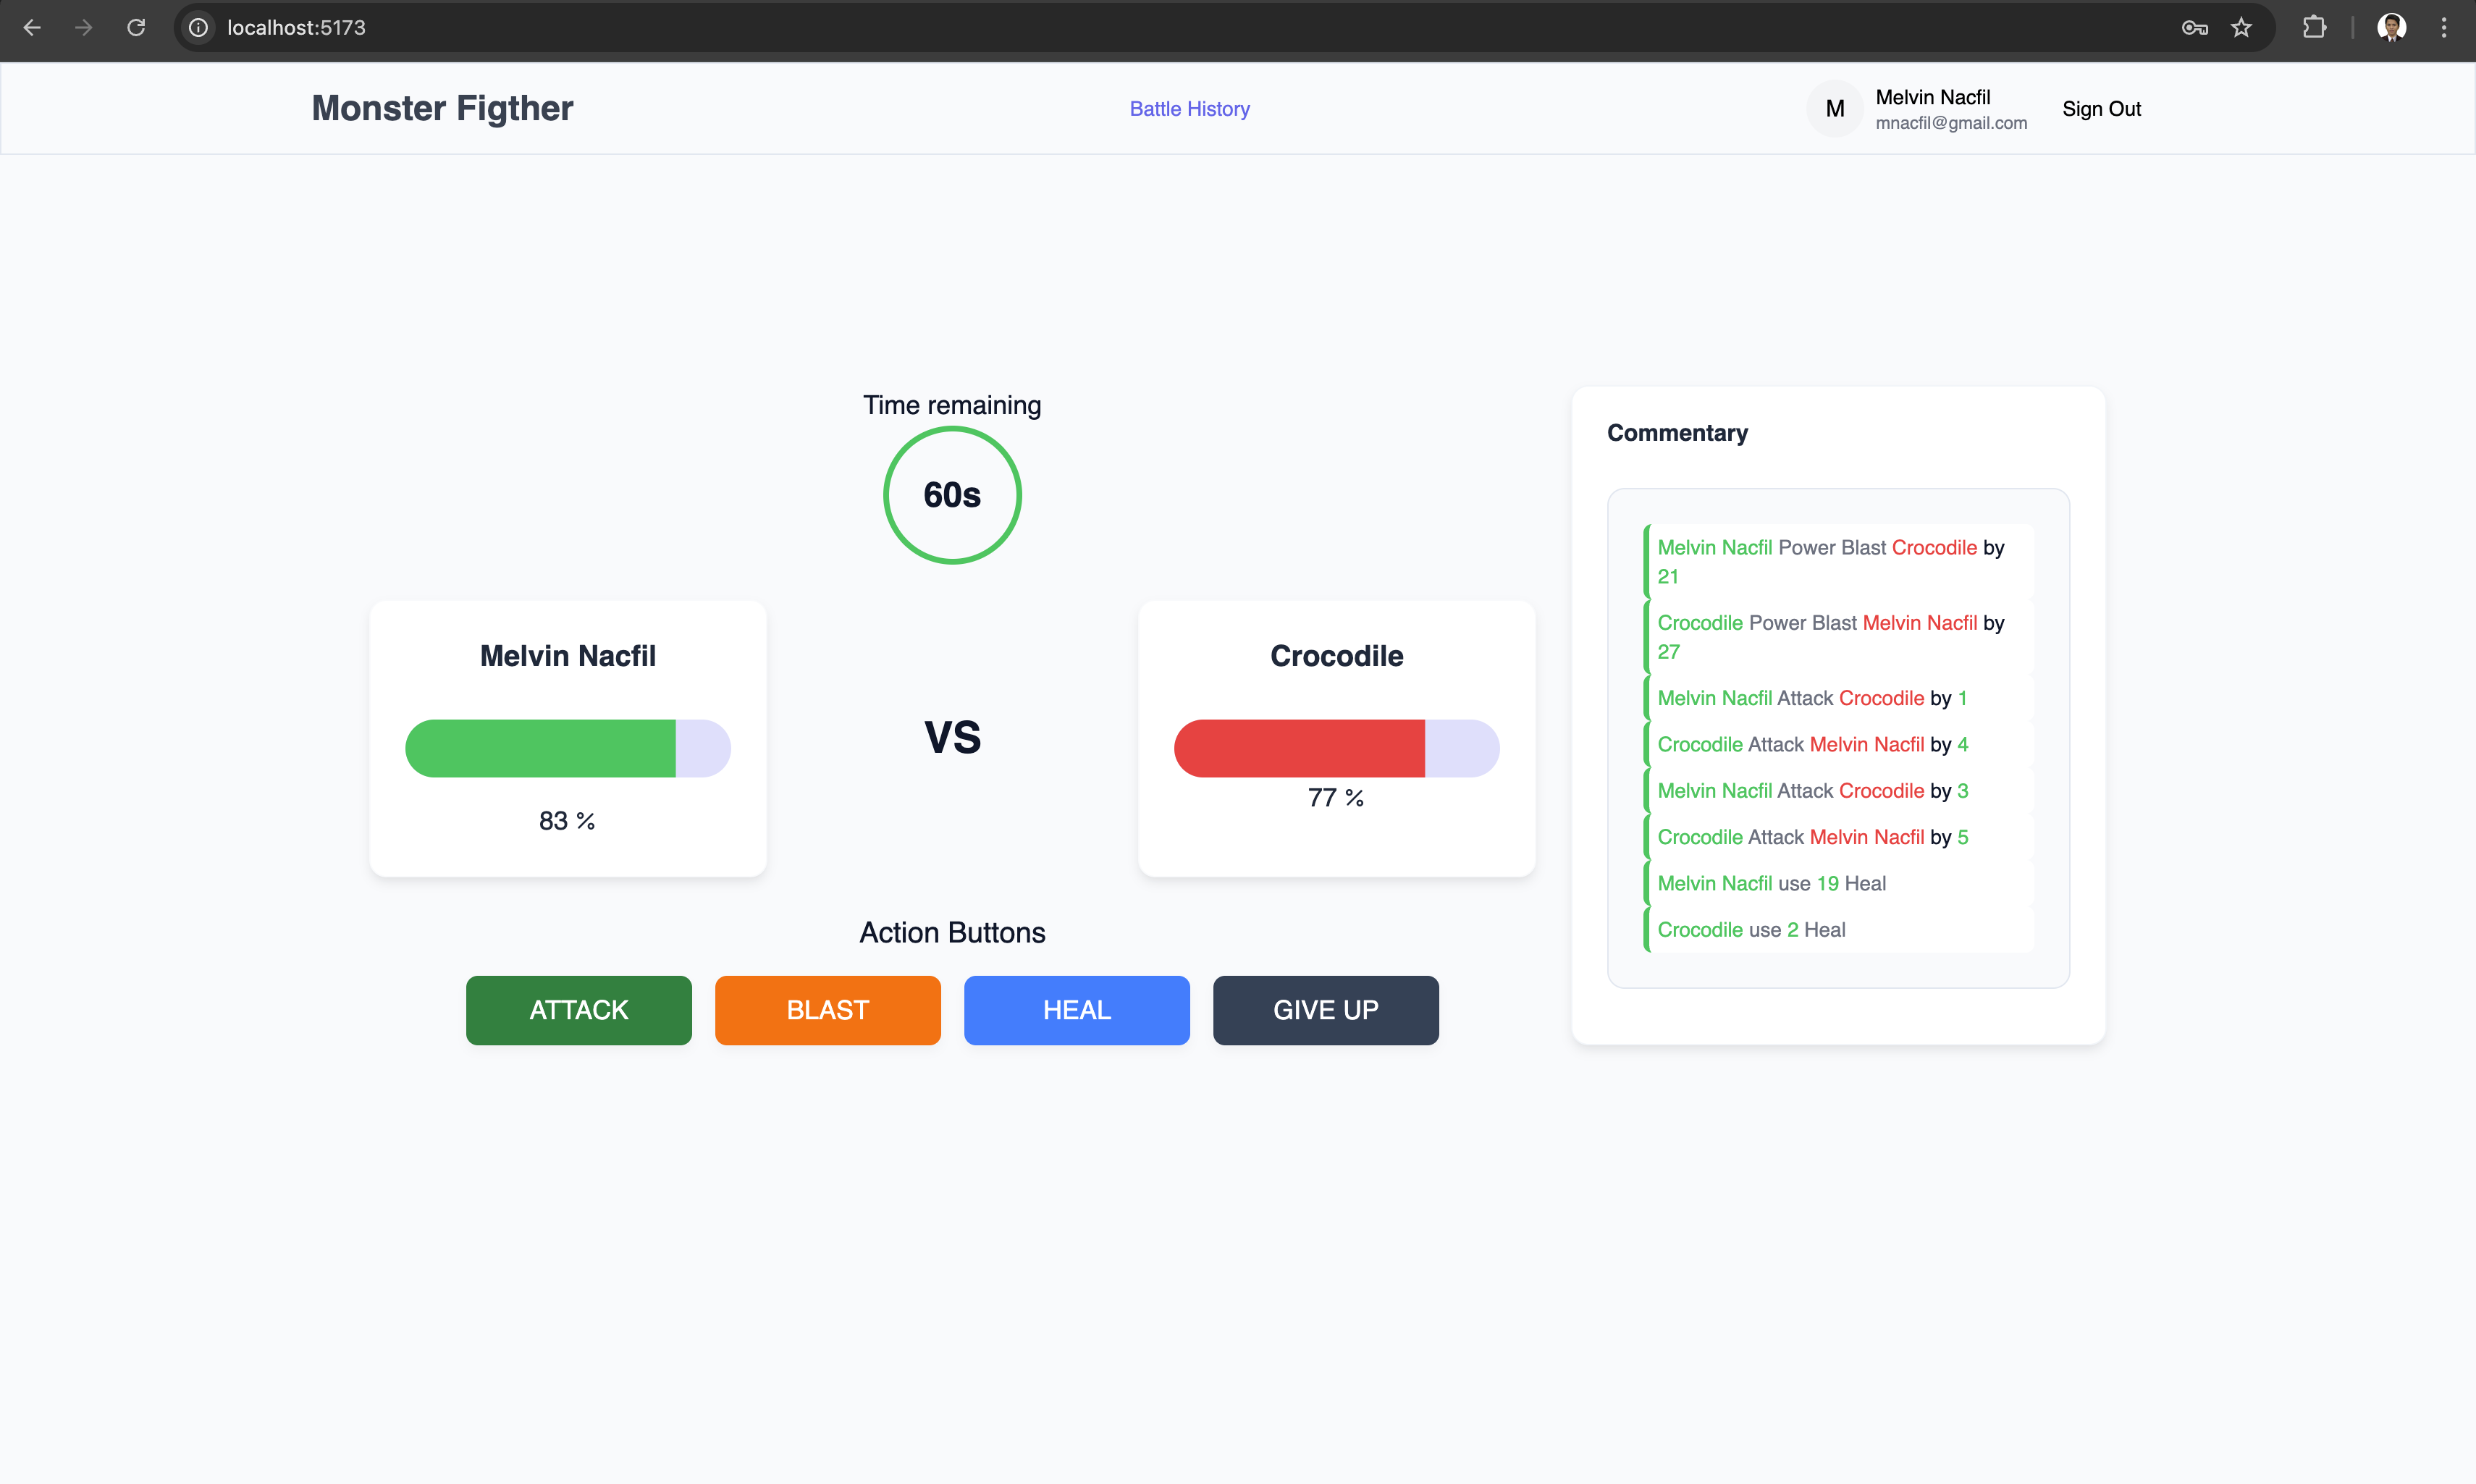 localhost:5173
Monster Figther
Battle History
M
Melvin Nacfil
mnacfil@gmail.com
Sign Out
Time remaining
60s
Melvin Nacfil
83 %
VS
Crocodile
77 %
Action Buttons
ATTACK
BLAST
HEAL
GIVE UP
Commentary
Melvin Nacfil Power Blast Crocodile by
21
Crocodile Power Blast Melvin Nacfil by
27
Melvin Nacfil Attack Crocodile by 1
Crocodile Attack Melvin Nacfil by 4
Melvin Nacfil Attack Crocodile by 3
Crocodile Attack Melvin Nacfil by 5
Melvin Nacfil use 19 Heal
Crocodile use 2 Heal